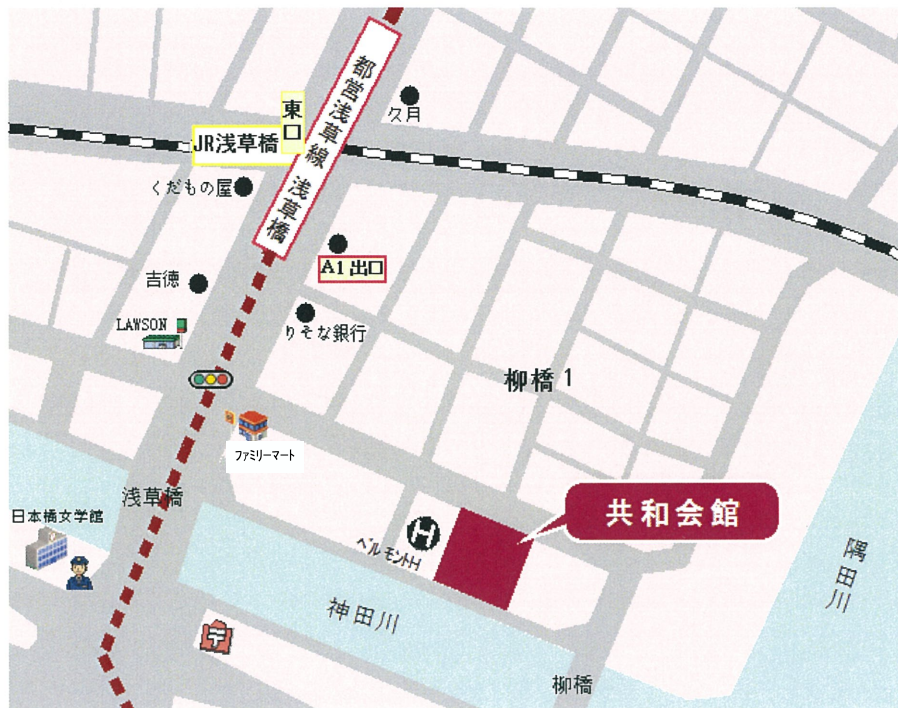 都営浅草線 浅草橋
東口
JR浅草橋
久月
くだもの屋
A1出口
吉徳
りそな銀行
LAWSON
柳橋1
ファミリーマート
浅草橋
日本橋女学館
共和会館
H
ベルモントH
隅田川
神田川
〒
柳橋